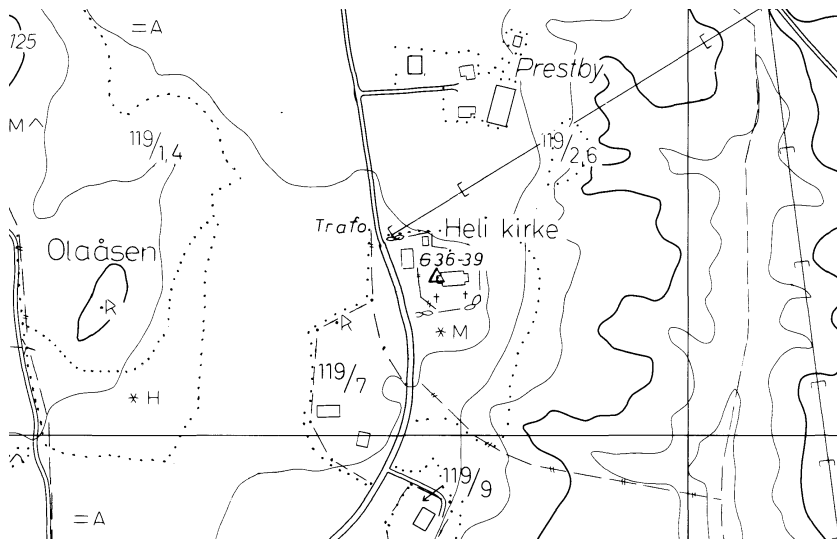 =A
125
Prestby
M^
119/1,4
119/2,6
Trafo
Heli kirke
Olaåsen
636-39
R
R
*M
119/7
*H
119/9
=A